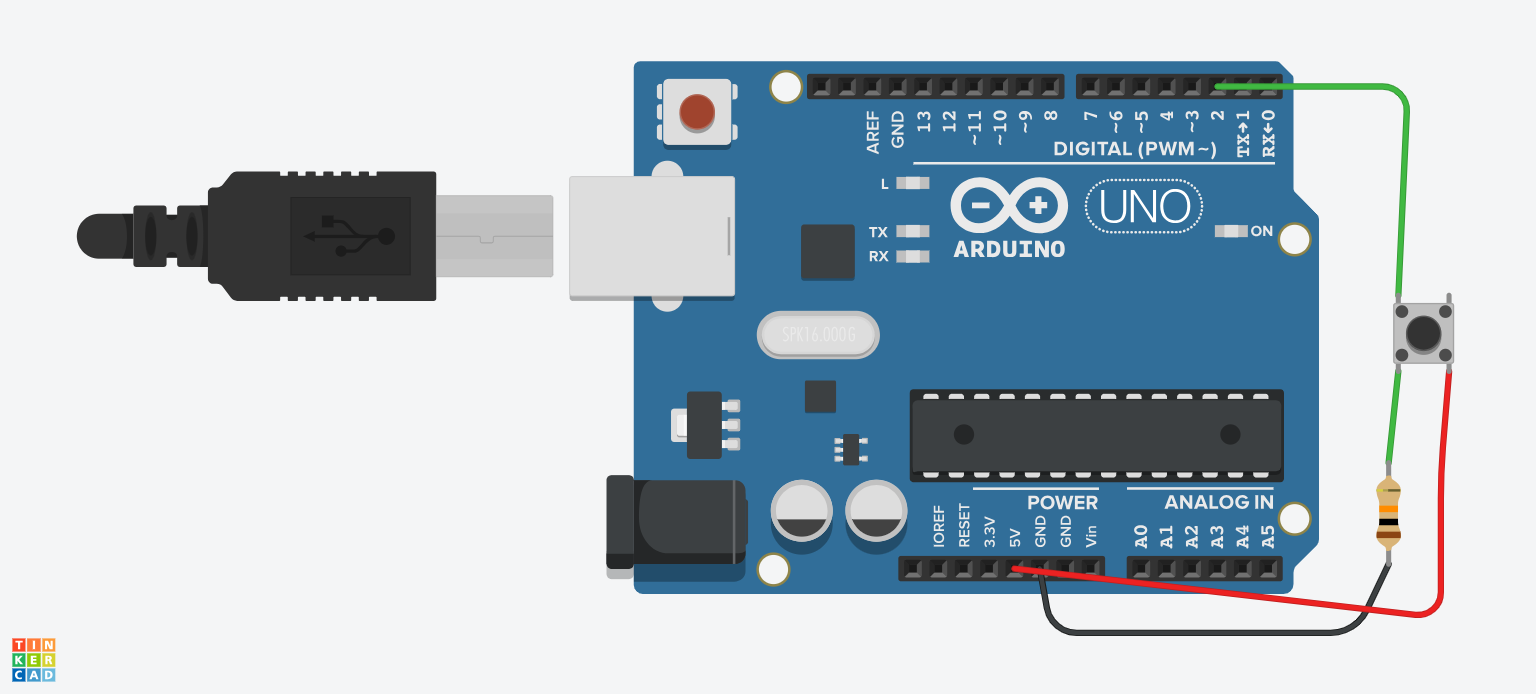 AREF
GND
13
12
~11
~10
~9
8
7
~6
~5
4
~3
2
TX→1
RX←0
DIGITAL (PWM~)
L
TX
RX
UNO
ON
ARDUINO
SPK16.000G
POWER
ANALOG IN
IOREF
RESET
3.3V
5V
GND
GND
Vin
A0
A1
A2
A3
A4
A5
TIN
KER
CAD